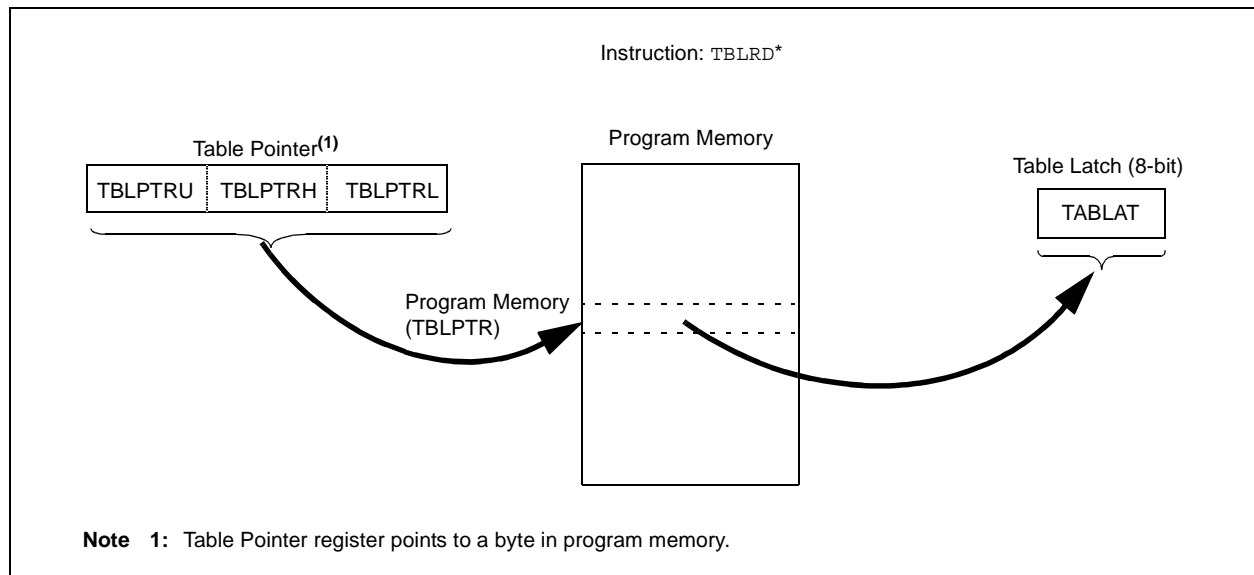 Instruction: TBLRD*
Table Pointer(1)
TBLPTRU TBLPTRH TBLPTRL
Program Memory
Table Latch (8-bit)
TABLAT
Program Memory
(TBLPTR)
Note 1: Table Pointer register points to a byte in program memory.